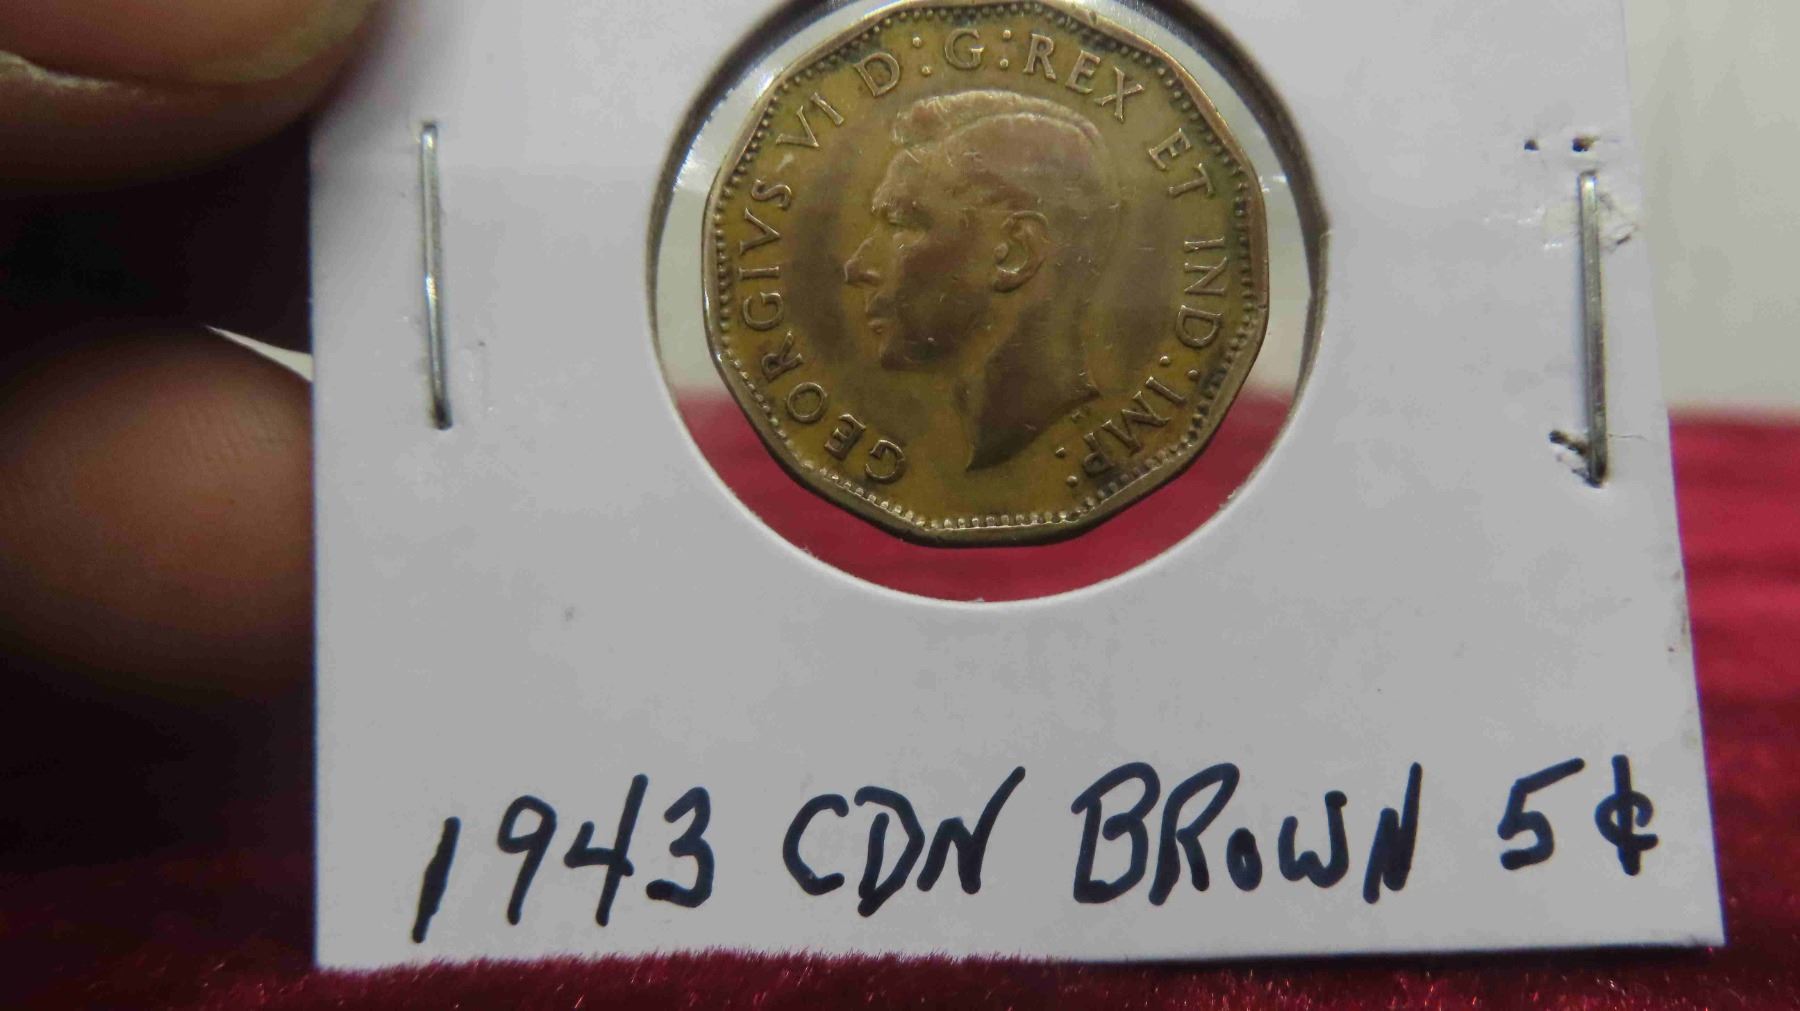 GEORGIVS VI D:G:REX ET IND:IMP:
1943 CDN BROWN 5¢